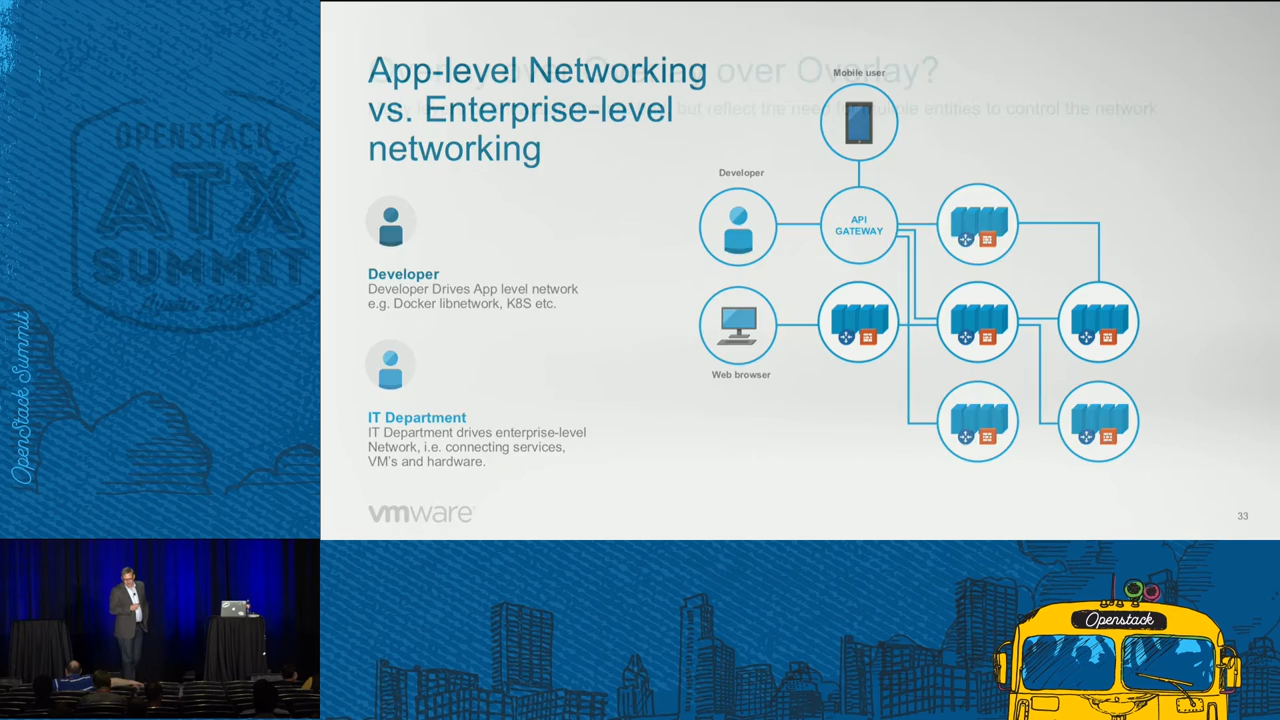 OPENSTACK
ATX
SUMMIT
Austin 2016
OpenStack Summit
App-level Networking
vs. Enterprise-level
networking
over Overlay?
but reflect the need for multiple entities to control the network
Developer
Developer Drives App level network
e.g. Docker libnetwork, K8S etc.
IT Department
IT Department drives enterprise-level
Network, i.e. connecting services,
VM's and hardware.
Mobile user
Developer
API
GATEWAY
Web browser
vmware
33
Openstack